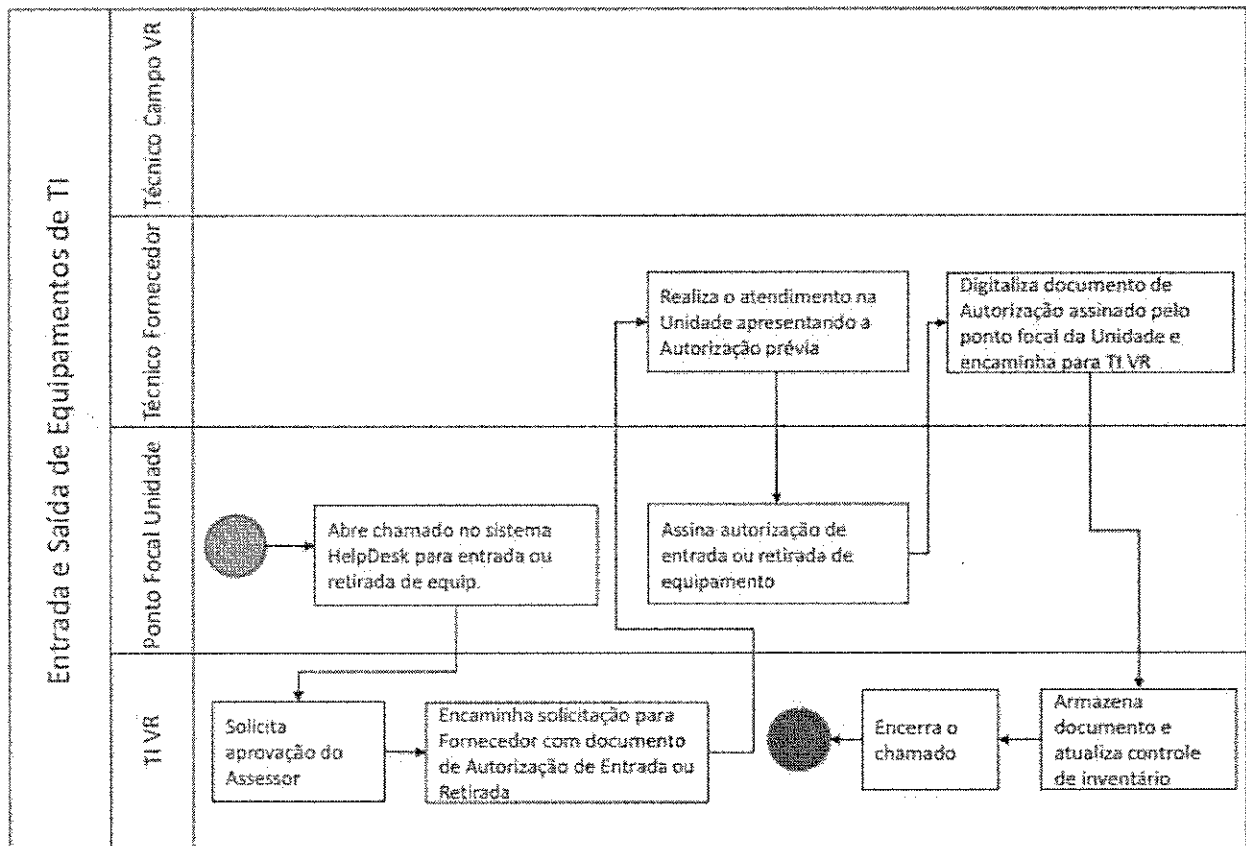 Entrada e Saída de Equipamentos de TI
Técnico Campo VR
Técnico Fornecedor
Realiza o atendimento na
Unidade apresentando a
Autorização prévia
Digitaliza documento de
Autorização assinado pelo
ponto focal da Unidade e
encaminha para TI VR
Ponto Focal Unidade
Abre chamado no sistema
HelpDesk para entrada ou
retirada de equip.
Assina autorização de
entrada ou retirada de
equipamento
TI VR
Solicita
aprovação do
Assessor
Encaminha solicitação para
Fornecedor com documento
de Autorização de Entrada ou
Retirada
Encerra o
chamado
Armazena
documento e
atualiza controle
de inventário